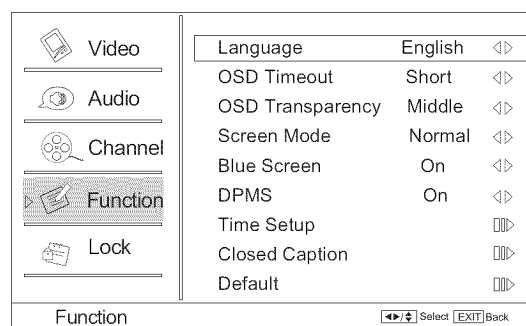 Video
Audio
Channel
Function
Lock
Language English
OSD Timeout Short
OSD Transparency Middle
Screen Mode Normal
Blue Screen On
DPMS On
Time Setup
Closed Caption
Default
Function
Select EXIT Back